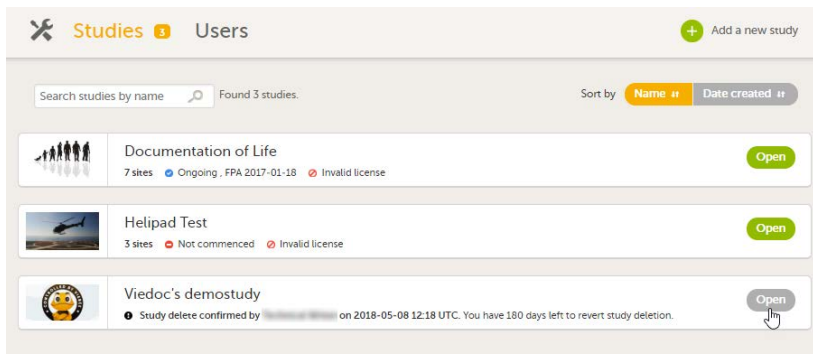 Studies 3 Users
Add a new study
Search studies by name
Found 3 studies.
Sort by Name Date created
Documentation of Life
7 sites Ongoing , FPA 2017-01-18 Invalid license
Open
Helipad Test
3 sites Not commenced Invalid license
Open
Viedoc's demostudy
Study delete confirmed by on 2018-05-08 12:18 UTC. You have 180 days left to revert study deletion.
Open